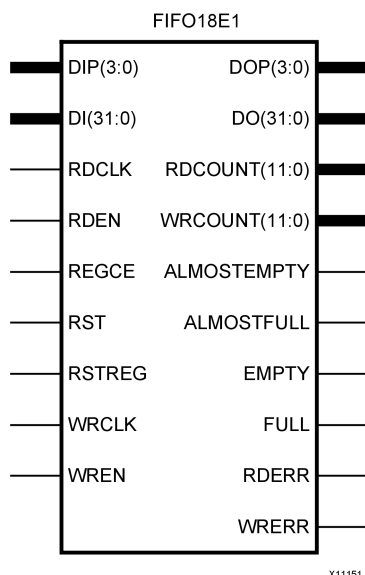 FIFO18E1
DIP(3:0) DOP(3:0)
DI(31:0) DO(31:0)
RDCLK RDCOUNT(11:0)
RDEN WRCOUNT(11:0)
REGCE ALMOSTEMPTY
RST ALMOSTFULL
RSTREG EMPTY
WRCLK FULL
WREN RDERR
WRERR
X11151